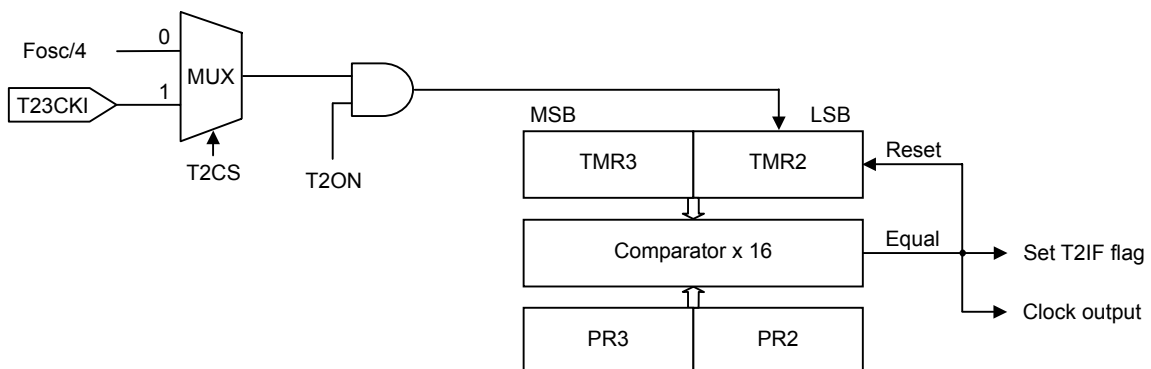 Fosc/4
0
MUX
T23CKI
1
T2CS
T2ON
MSB
LSB
TMR3
TMR2
Reset
Comparator x 16
Equal
Set T2IF flag
Clock output
PR3
PR2